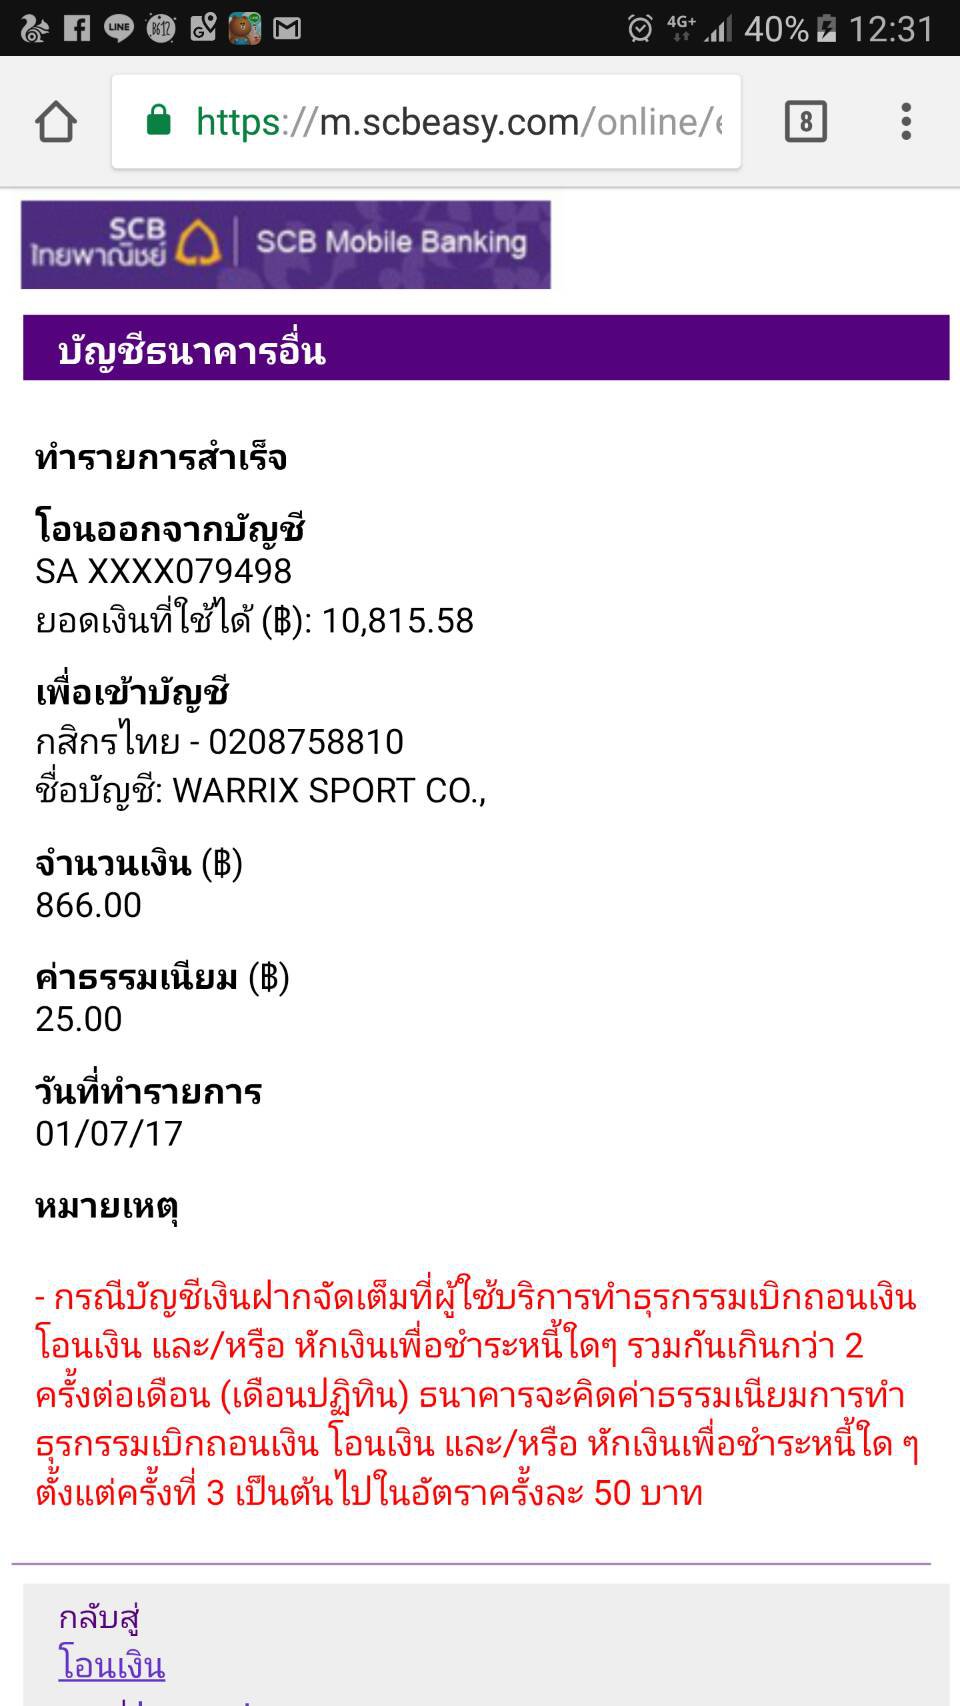 LINE B612 4G+ 40% 12:31
https://m.scbeasy.com/online/e
8
SCB
ไทยพาณิชย์
SCB Mobile Banking
บัญชีธนาคารอื่น
ทำรายการสำเร็จ
โอนออกจากบัญชี
SA XXXX079498
ยอดเงินที่ใช้ได้ (฿): 10,815.58
เพื่อเข้าบัญชี
กสิกรไทย - 0208758810
ชื่อบัญชี: WARRIX SPORT CO.,
จำนวนเงิน (฿)
866.00
ค่าธรรมเนียม (฿)
25.00
วันที่ทำรายการ
01/07/17
หมายเหตุ
- กรณีบัญชีเงินฝากจัดเต็มที่ผู้ใช้บริการทำธุรกรรมเบิกถอนเงิน
โอนเงิน และ/หรือ หักเงินเพื่อชำระหนี้ใดๆ รวมกันเกินกว่า 2
ครั้งต่อเดือน (เดือนปฏิทิน) ธนาคารจะคิดค่าธรรมเนียมการทำ
ธุรกรรมเบิกถอนเงิน โอนเงิน และ/หรือ หักเงินเพื่อชำระหนี้ใด ๆ
ตั้งแต่ครั้งที่ 3 เป็นต้นไปในอัตราครั้งละ 50 บาท
กลับสู่
โอนเงิน